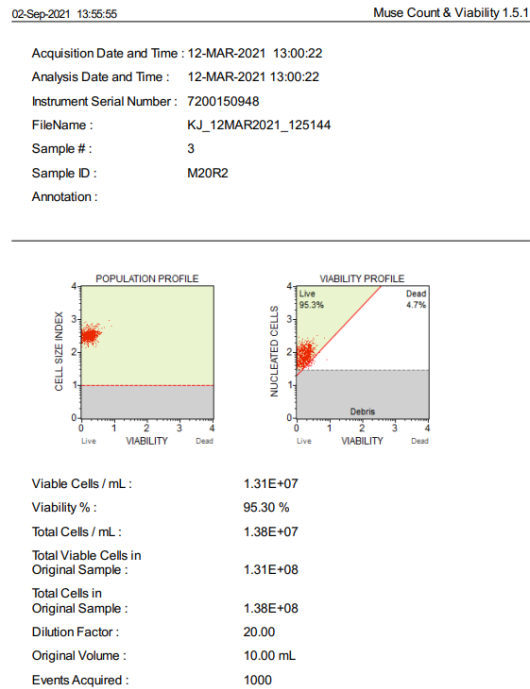 02-Sep-2021 13:55:55 Muse Count & Viability 1.5.1
Acquisition Date and Time : 12-MAR-2021 13:00:22
Analysis Date and Time : 12-MAR-2021 13:00:22
Instrument Serial Number : 7200150948
FileName : KJ_12MAR2021_125144
Sample # : 3
Sample ID : M20R2
Annotation :
POPULATION PROFILE
4
3
2
1
0
CELL SIZE INDEX
0 1 2 3 4
Live VIABILITY Dead
VIABILITY PROFILE
4
3
2
1
0
NUCLEATED CELLS
Live Dead
95.3% 4.7%
Debris
0 1 2 3 4
Live VIABILITY Dead
Viable Cells / mL : 1.31E+07
Viability % : 95.30 %
Total Cells / mL : 1.38E+07
Total Viable Cells in
Original Sample : 1.31E+08
Total Cells in
Original Sample : 1.38E+08
Dilution Factor : 20.00
Original Volume : 10.00 mL
Events Acquired : 1000